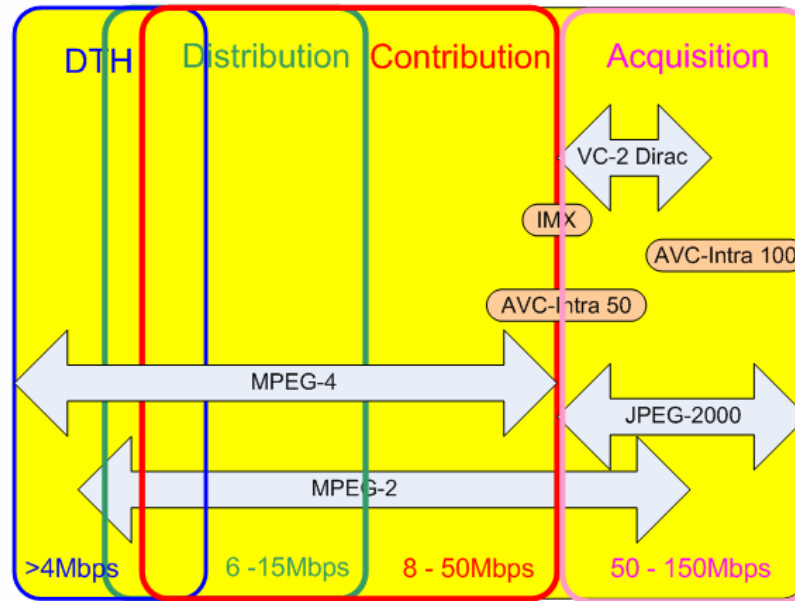 DTH
Distribution
Contribution
Acquisition
VC-2 Dirac
IMX
AVC-Intra 100
AVC-Intra 50
MPEG-4
JPEG-2000
MPEG-2
>4Mbps
6 -15Mbps
8 - 50Mbps
50 - 150Mbps